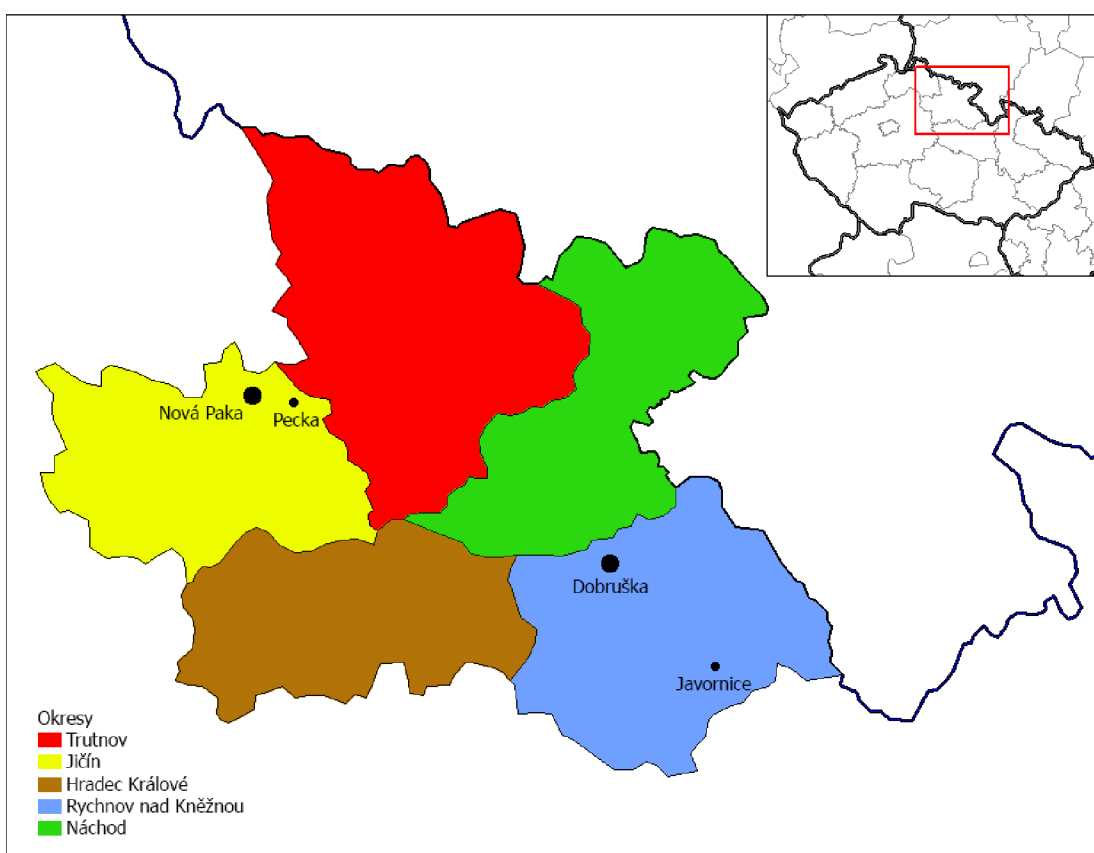 Nová Paka
Pecka
Dobruška
Javornice
Okresy
Trutnov
Jičín
Hradec Králové
Rychnov nad Kněžnou
Náchod